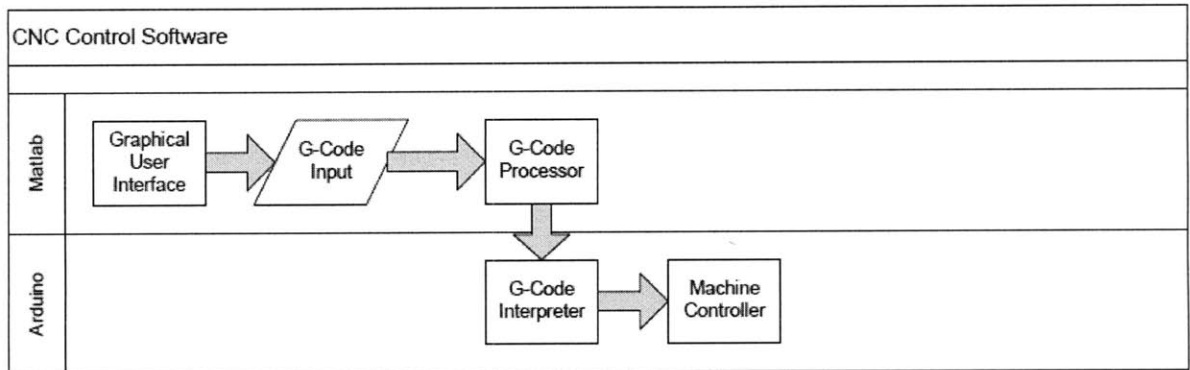 CNC Control Software
Matlab
Graphical
User
Interface
G-Code
Input
G-Code
Processor
Arduino
G-Code
Interpreter
Machine
Controller